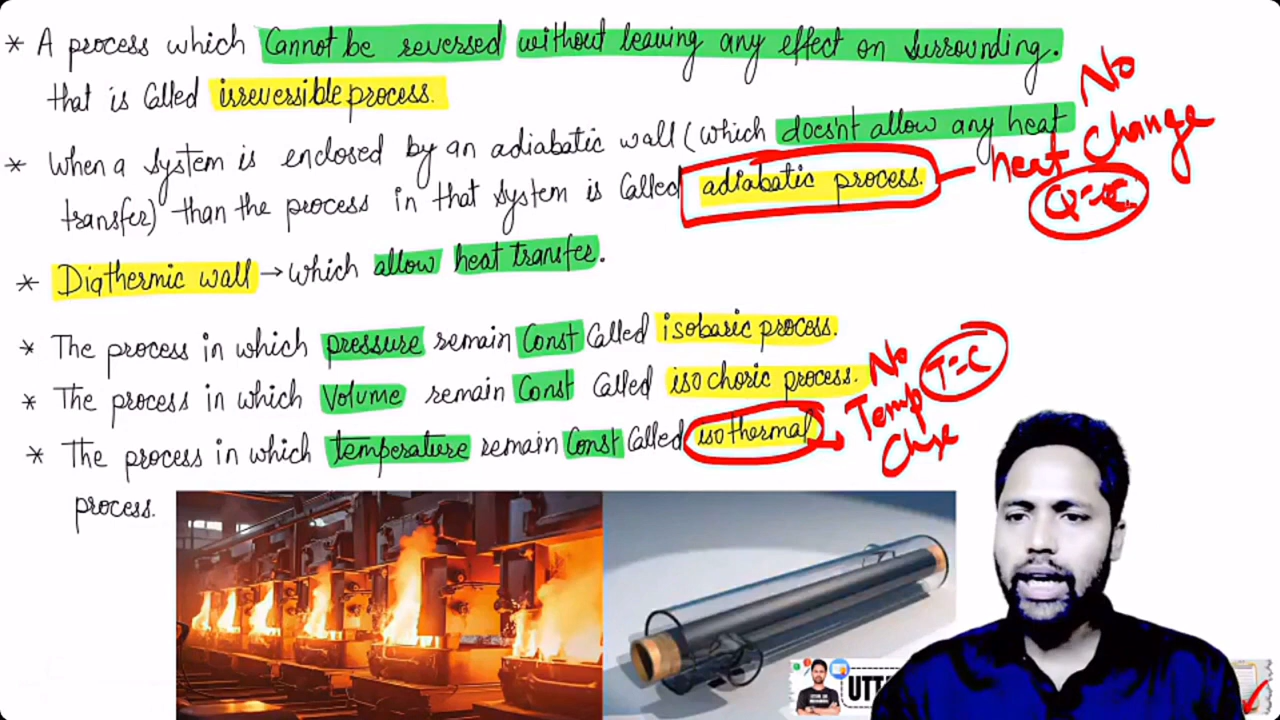 * A process which Cannot be reversed without leaving any effect on surrounding.
that is Called irreversible process.
* When a system is enclosed by an adiabatic wall (which does'nt allow any heat
transfer) than the process in that system is Called adiabatic process.
No
heat Change
* Diathermic wall → which allow heat transfer.
* The process in which pressure remain Const Called isobaric process.
* The process in which Volume remain Const Called isochoric process.
* The process in which temperature remain Const Called isothermal
process.
No
Temp
T=C
UTT